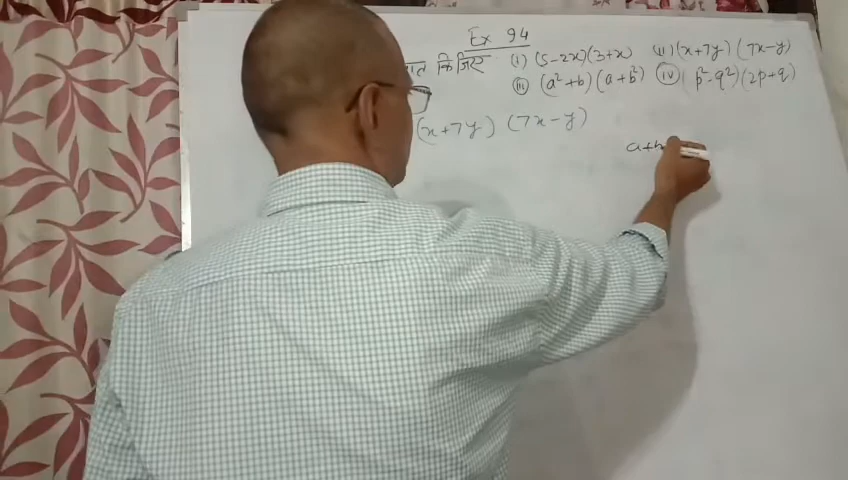 Ex 94
ात किजिए (i) (5-2x)(3+x) (ii) (x+7y) (7x-y)
(iii) (a²+b) (a+b²) (iv) (p²-q²)(2p+q)
(x+7y) (7x-y)
a+b